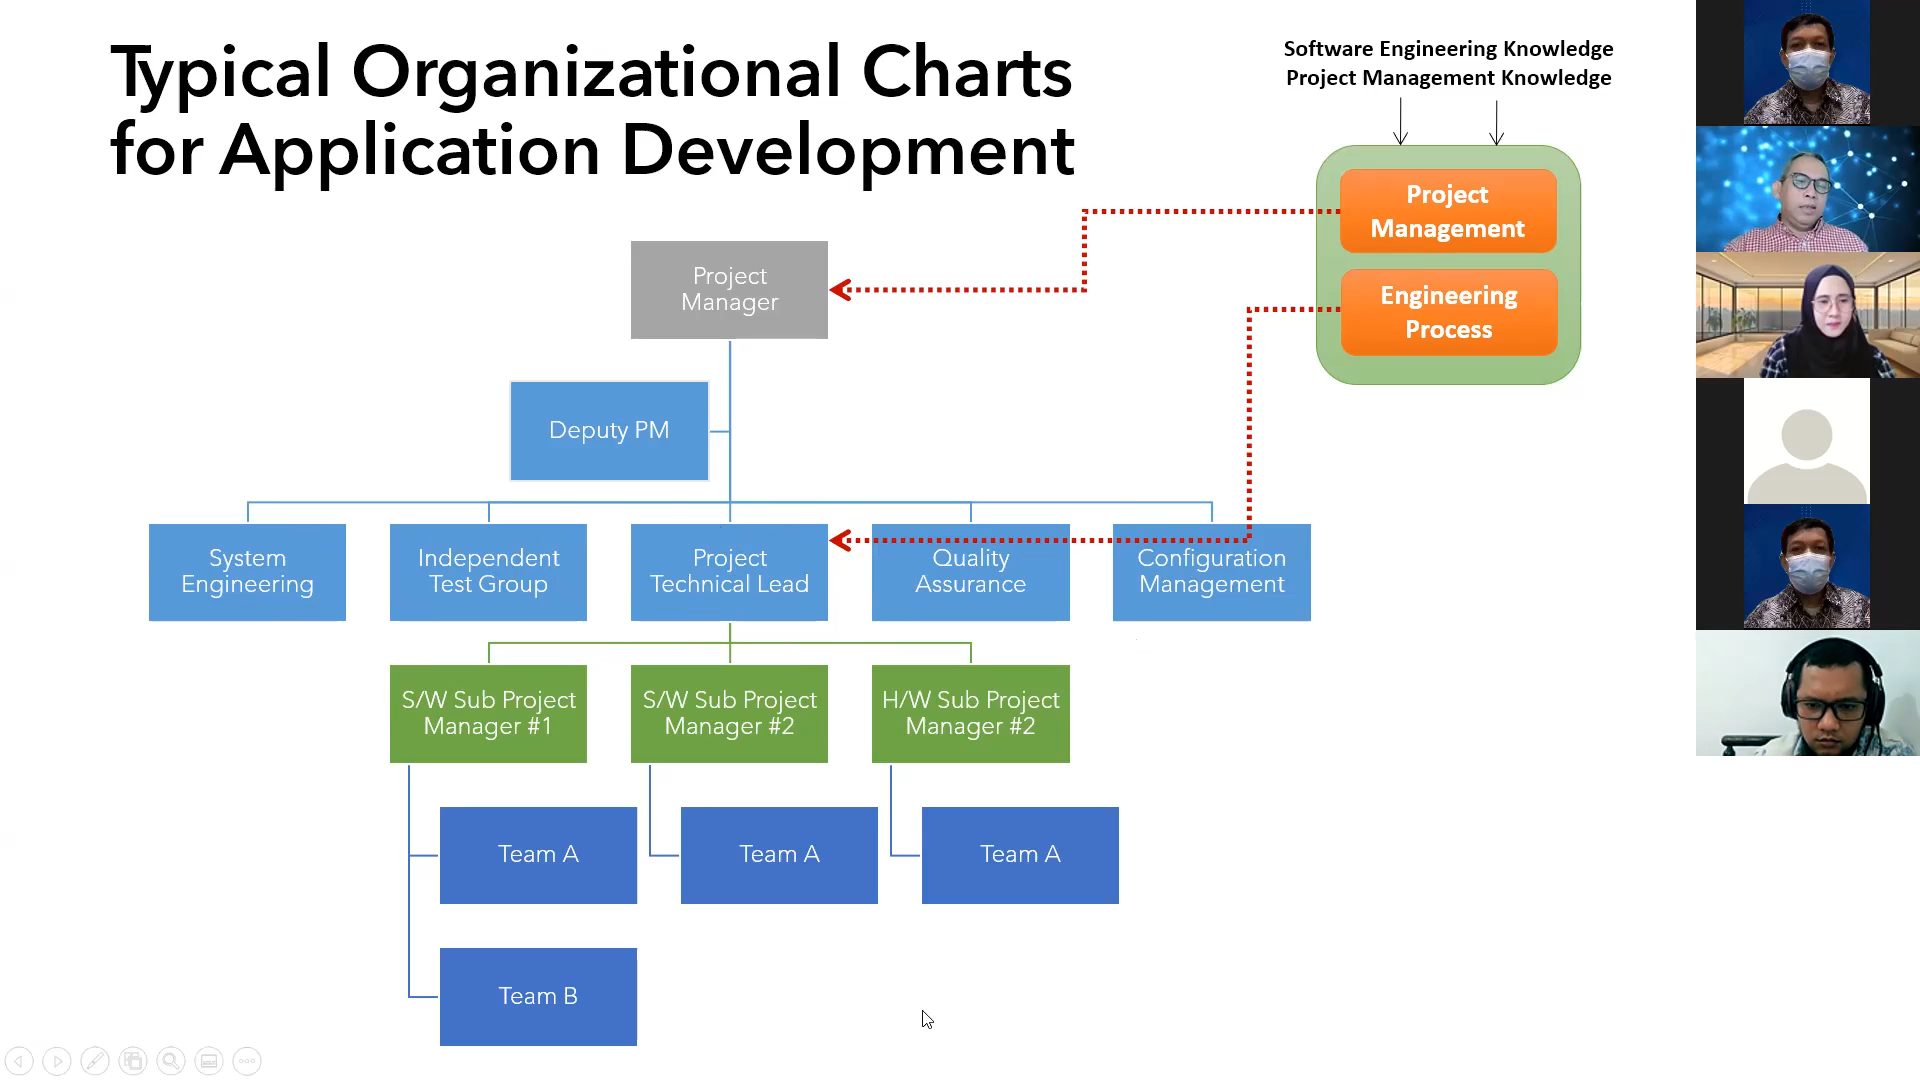 Typical Organizational Charts
for Application Development
Software Engineering Knowledge
Project Management Knowledge
Project
Management
Engineering
Process
Project
Manager
Deputy PM
System
Engineering
Independent
Test Group
Project
Technical Lead
Quality
Assurance
Configuration
Management
S/W Sub Project
Manager #1
S/W Sub Project
Manager #2
H/W Sub Project
Manager #2
Team A
Team A
Team A
Team B